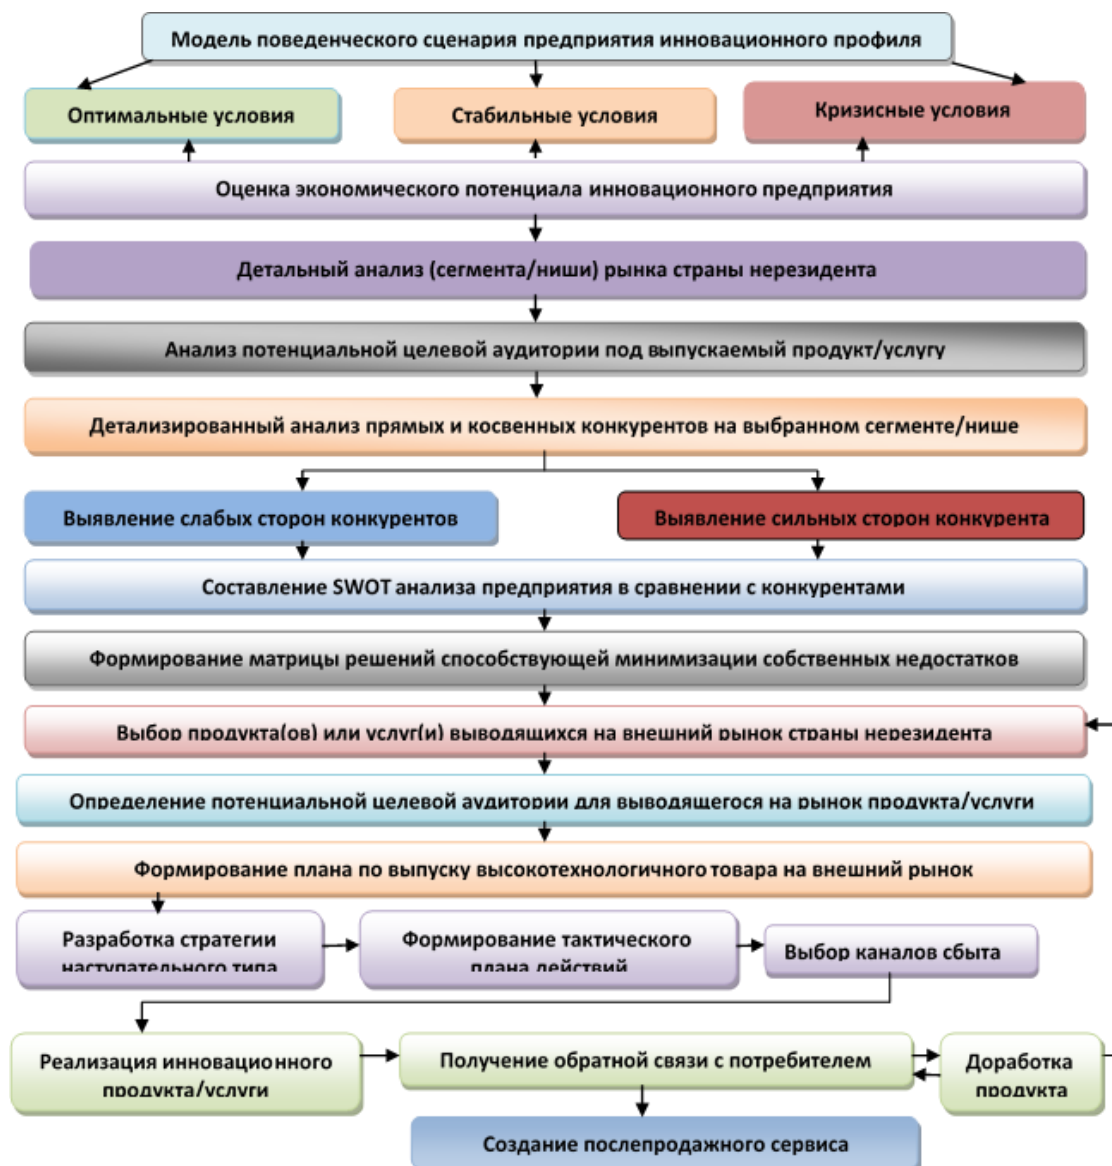 Модель поведенческого сценария предприятия инновационного профиля
Оптимальные условия
Стабильные условия
Кризисные условия
Оценка экономического потенциала инновационного предприятия
Детальный анализ (сегмента/ниши) рынка страны нерезидента
Анализ потенциальной целевой аудитории под выпускаемый продукт/услугу
Детализированный анализ прямых и косвенных конкурентов на выбранном сегменте/нише
Выявление слабых сторон конкурентов
Выявление сильных сторон конкурента
Составление SWOT анализа предприятия в сравнении с конкурентами
Формирование матрицы решений способствующей минимизации собственных недостатков
Выбор продукта(ов) или услуг(и) выводящихся на внешний рынок страны нерезидента
Определение потенциальной целевой аудитории для выводящегося на рынок продукта/услуги
Формирование плана по выпуску высокотехнологичного товара на внешний рынок
Разработка стратегии
наступательного типа
Формирование тактического
плана действий
Выбор каналов сбыта
Реализация инновационного
продукта/услуги
Получение обратной связи с потребителем
Доработка
продукта
Создание послепродажного сервиса